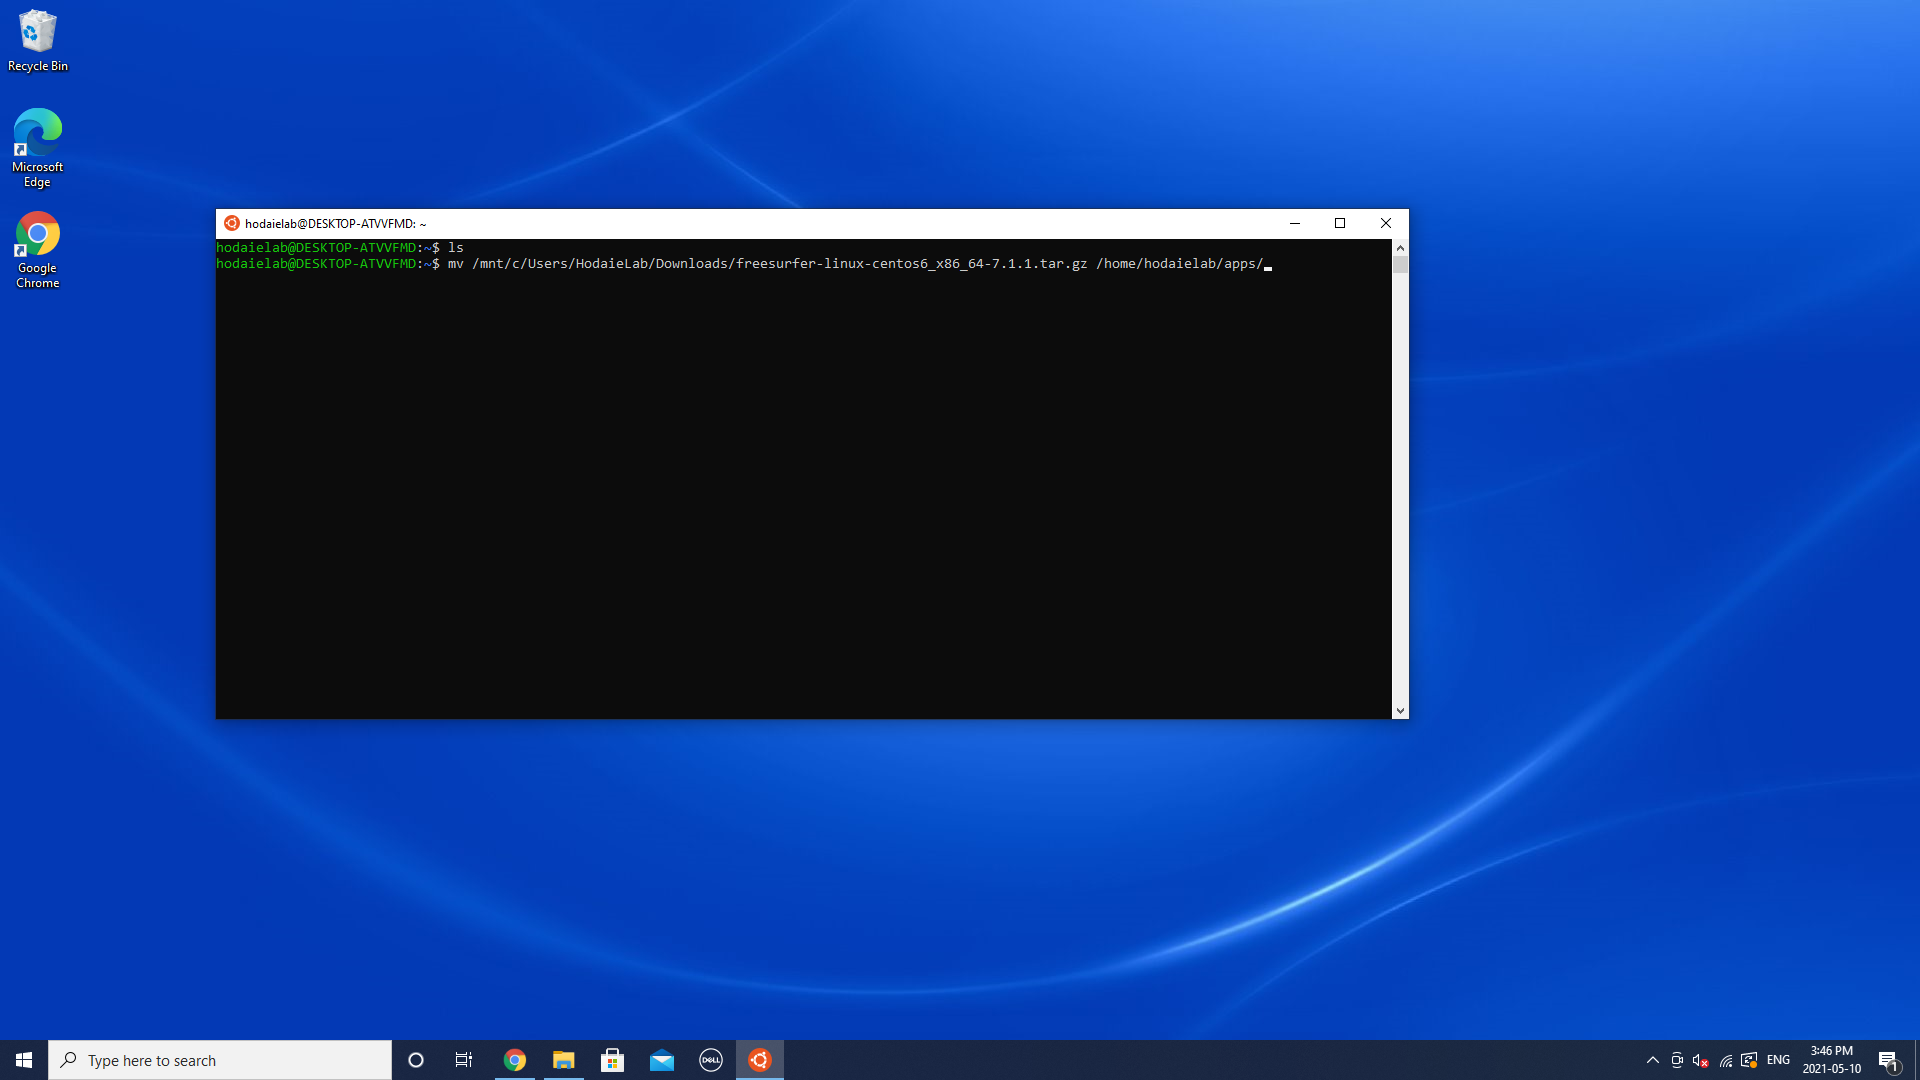 Recycle Bin
Microsoft
Edge
Google
Chrome
hodaielab@DESKTOP-ATVVFMD: ~
hodaielab@DESKTOP-ATVVFMD:~$ ls
hodaielab@DESKTOP-ATVVFMD:~$ mv /mnt/c/Users/HodaieLab/Downloads/freesurfer-linux-centos6_x86_64-7.1.1.tar.gz /home/hodaielab/apps/
Type here to search
DELL
ENG
3:46 PM
2021-05-10
1